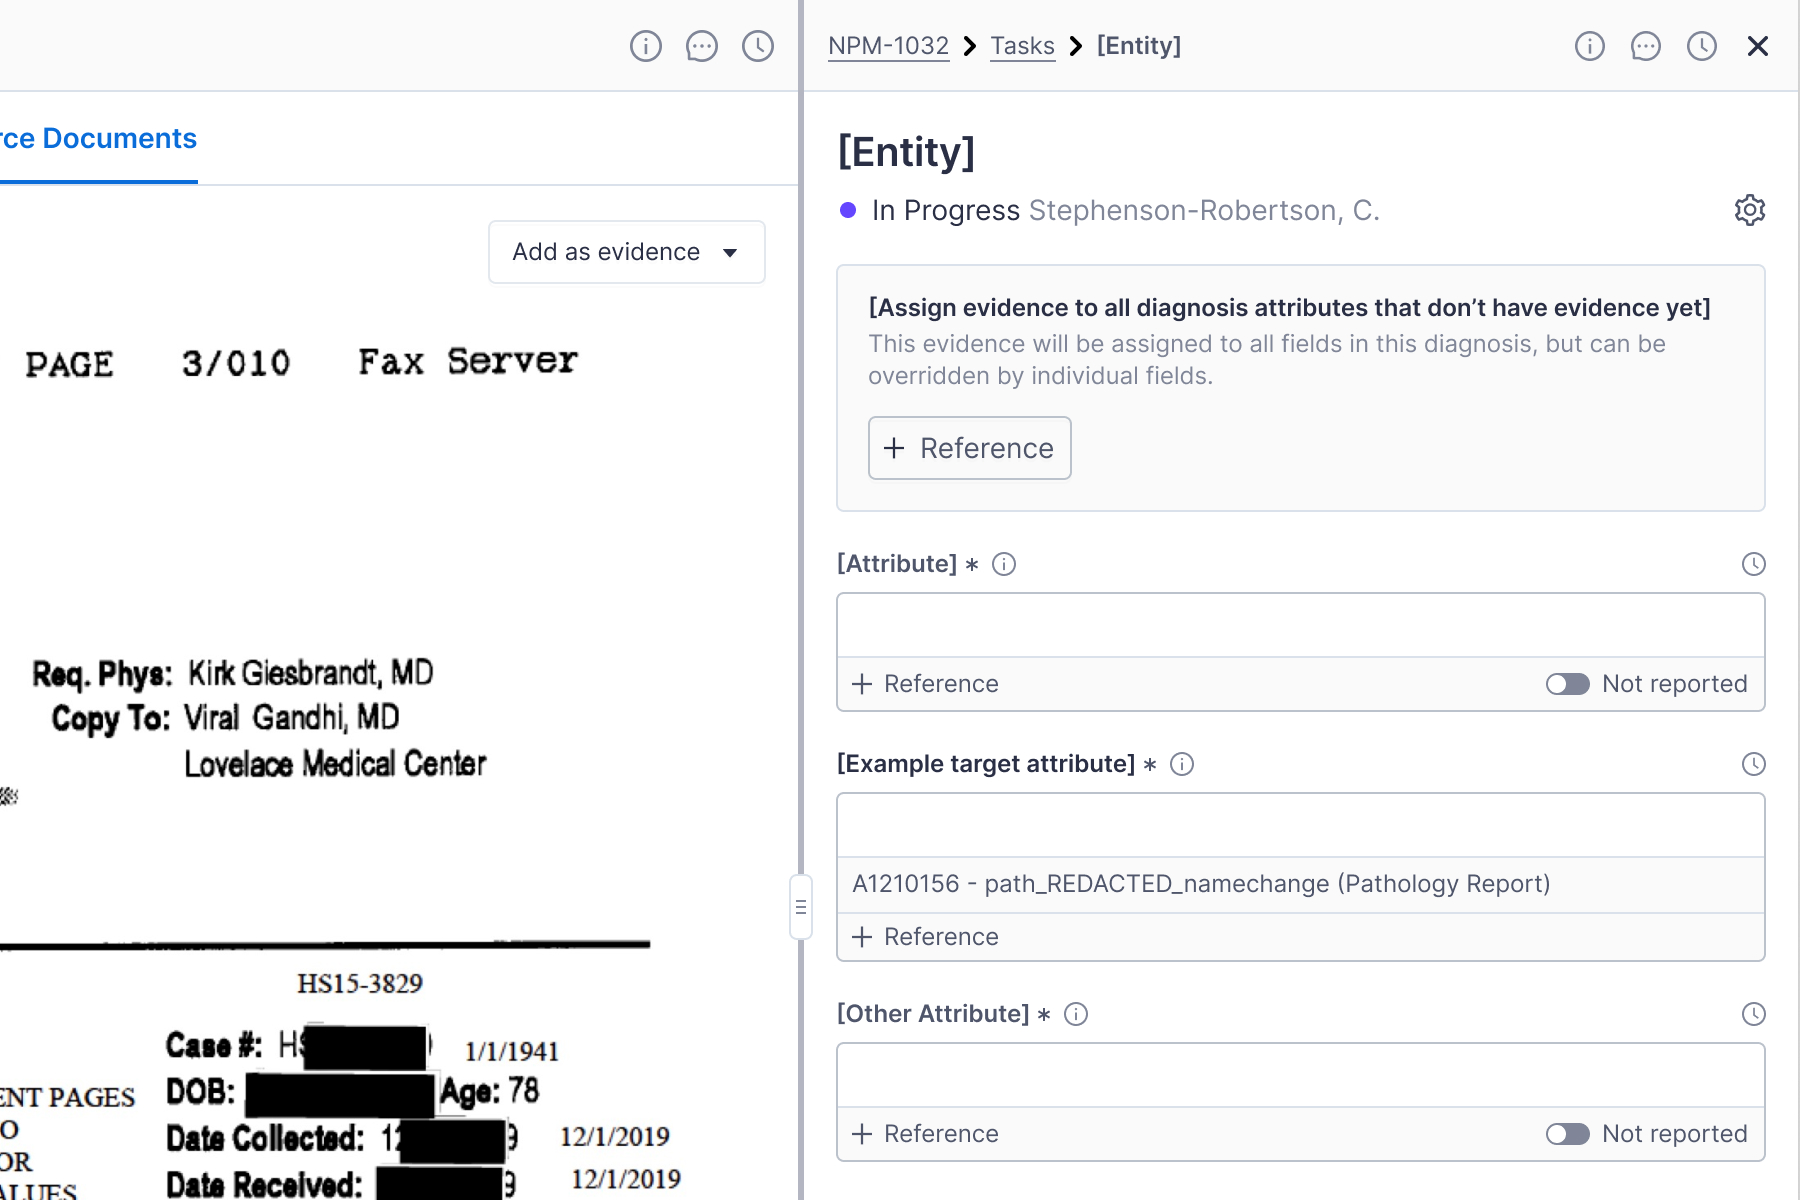 rce Documents
Add as evidence
PAGE 3/010 Fax Server
Req. Phys: Kirk Giesbrandt, MD
Copy To: Viral Gandhi, MD
Lovelace Medical Center
HS15-3829
Case #: HS 1/1/1941
DOB: Age: 78
ENT PAGES
Date Collected: 12 9 12/1/2019
O
OR
Date Received: 9 12/1/2019
ALUES
NPM-1032 > Tasks > [Entity]
[Entity]
In Progress Stephenson-Robertson, C.
[Assign evidence to all diagnosis attributes that don’t have evidence yet]
This evidence will be assigned to all fields in this diagnosis, but can be
overridden by individual fields.
+ Reference
[Attribute] *
+ Reference Not reported
[Example target attribute] *
A1210156 - path_REDACTED_namechange (Pathology Report)
+ Reference
[Other Attribute] *
+ Reference Not reported